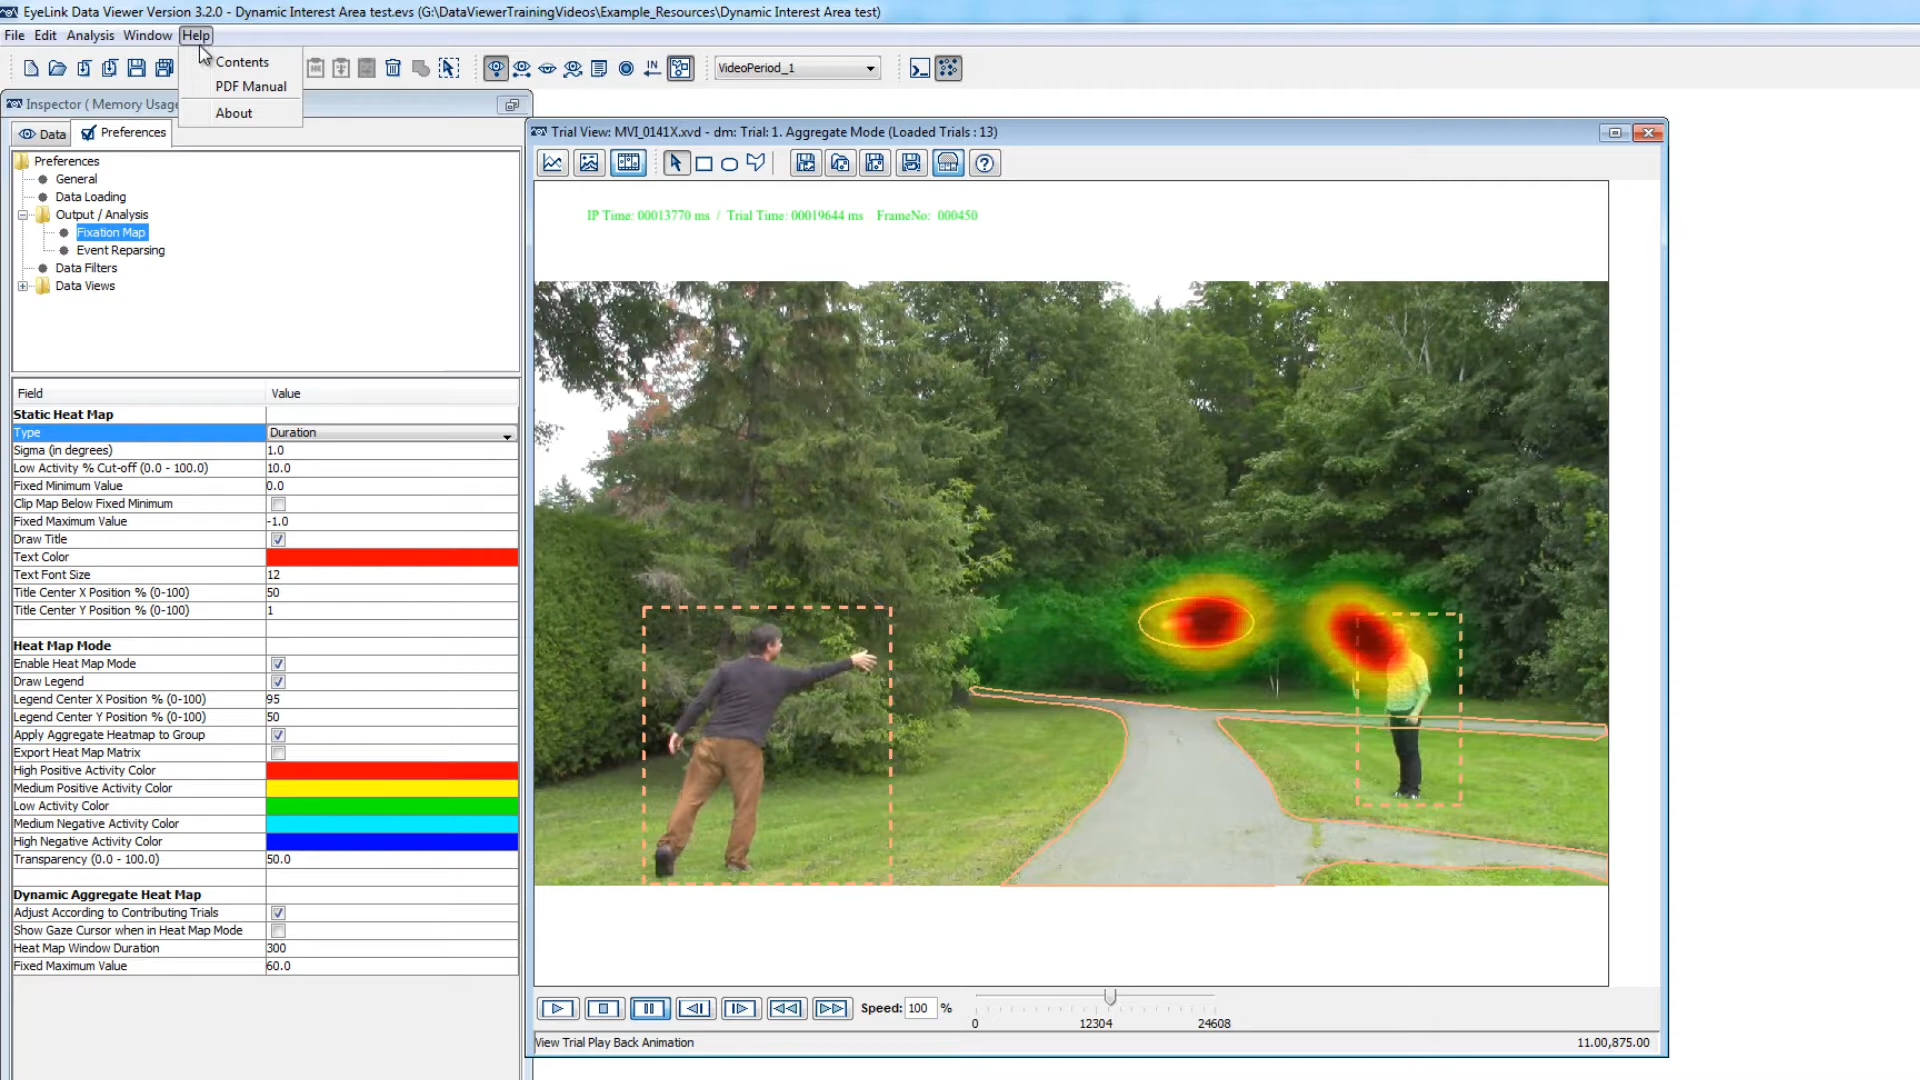 EyeLink Data Viewer Version 3.2.0 - Dynamic Interest Area test.evs (G:\DataViewerTrainingVideos\Example_Resources\Dynamic Interest Area test)
File Edit Analysis Window Help
Contents
PDF Manual
About
IN VideoPeriod_1
Inspector ( Memory Usag
Data Preferences
Preferences
General
Data Loading
Output / Analysis
Fixation Map
Event Reparsing
Data Filters
Data Views
Field Value
Static Heat Map
Type Duration
Sigma (in degrees) 1.0
Low Activity % Cut-off (0.0 - 100.0) 10.0
Fixed Minimum Value 0.0
Clip Map Below Fixed Minimum
Fixed Maximum Value -1.0
Draw Title
Text Color
Text Font Size 12
Title Center X Position % (0-100) 50
Title Center Y Position % (0-100) 1
Heat Map Mode
Enable Heat Map Mode
Draw Legend
Legend Center X Position % (0-100) 95
Legend Center Y Position % (0-100) 50
Apply Aggregate Heatmap to Group
Export Heat Map Matrix
High Positive Activity Color
Medium Positive Activity Color
Low Activity Color
Medium Negative Activity Color
High Negative Activity Color
Transparency (0.0 - 100.0) 50.0
Dynamic Aggregate Heat Map
Adjust According to Contributing Trials
Show Gaze Cursor when in Heat Map Mode
Heat Map Window Duration 300
Fixed Maximum Value 60.0
Trial View: MVI_0141X.xvd - dm: Trial: 1. Aggregate Mode (Loaded Trials : 13)
IP Time: 00013770 ms / Trial Time: 00019644 ms FrameNo: 000450
Speed: 100 %
0 12304 24608
View Trial Play Back Animation 11.00,875.00